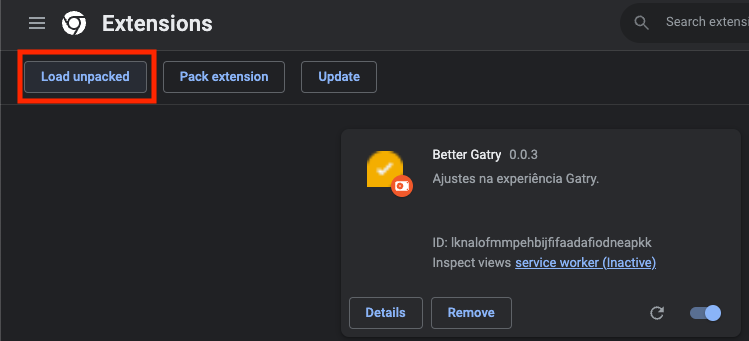 Extensions
Search extensi
Load unpacked
Pack extension
Update
Better Gatry 0.0.3
Ajustes na experiência Gatry.
ID: lknalofmmpehbijfifaadafiodneapkk
Inspect views service worker (Inactive)
Details
Remove